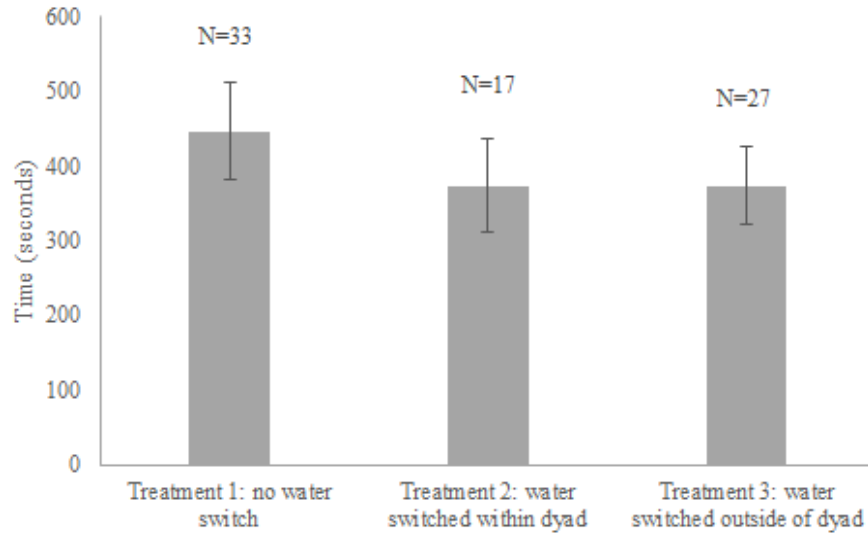 600
N=33
500
N=17
N=27
400
300
200
100
0
Time (seconds)
Treatment 1: no water
switch
Treatment 2: water
switched within dyad
Treatment 3: water
switched outside of dyad